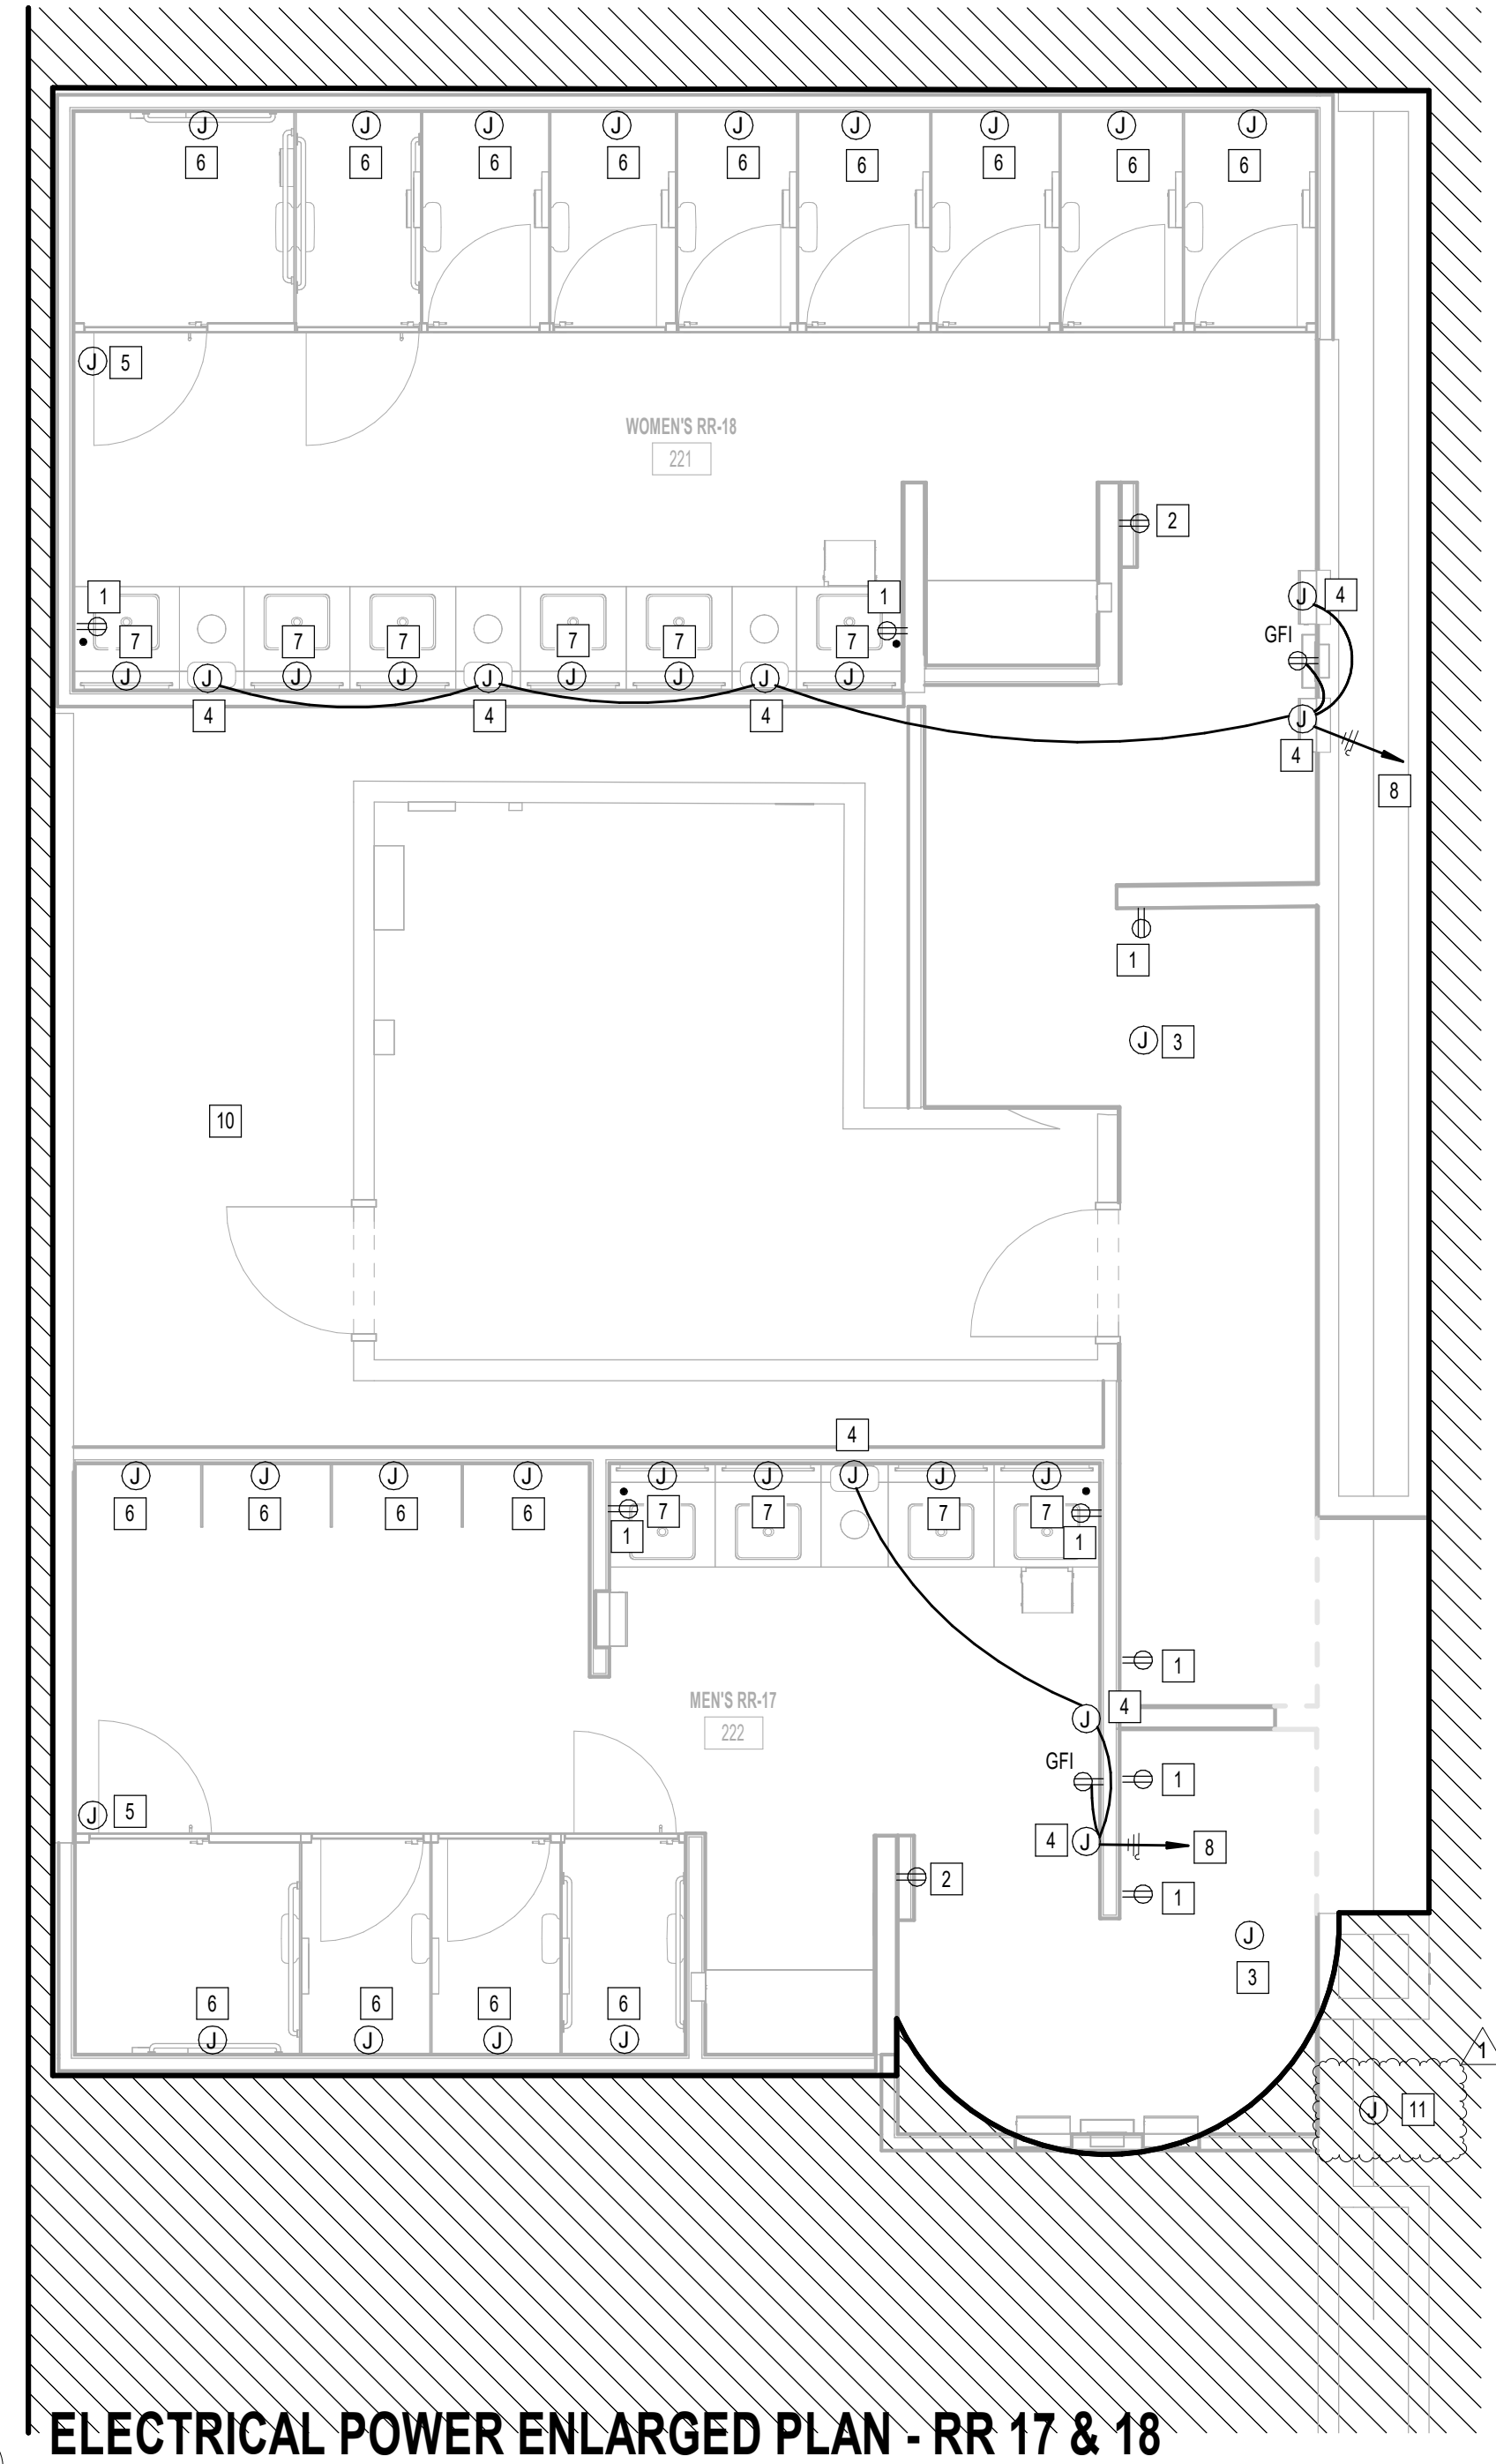 J J J J J J J J J
6 6 6 6 6 6 6 6 6
J 5
WOMEN'S RR-18
221
2
1 1
J 4
7 7 7 7 7 7
GFI
J J J J J J J J J
4 4 4
J
4
8
1
J 3
10
4
J J J J J J J J J
6 6 6 6 7 7 7 7
1 1
1
MEN'S RR-17
222
4
J
GFI
1
J 5
4 J 8
2
1
J
3
6 6 6 6
J J J J
1
J 11
ELECTRICAL POWER ENLARGED PLAN - RR 17 & 18